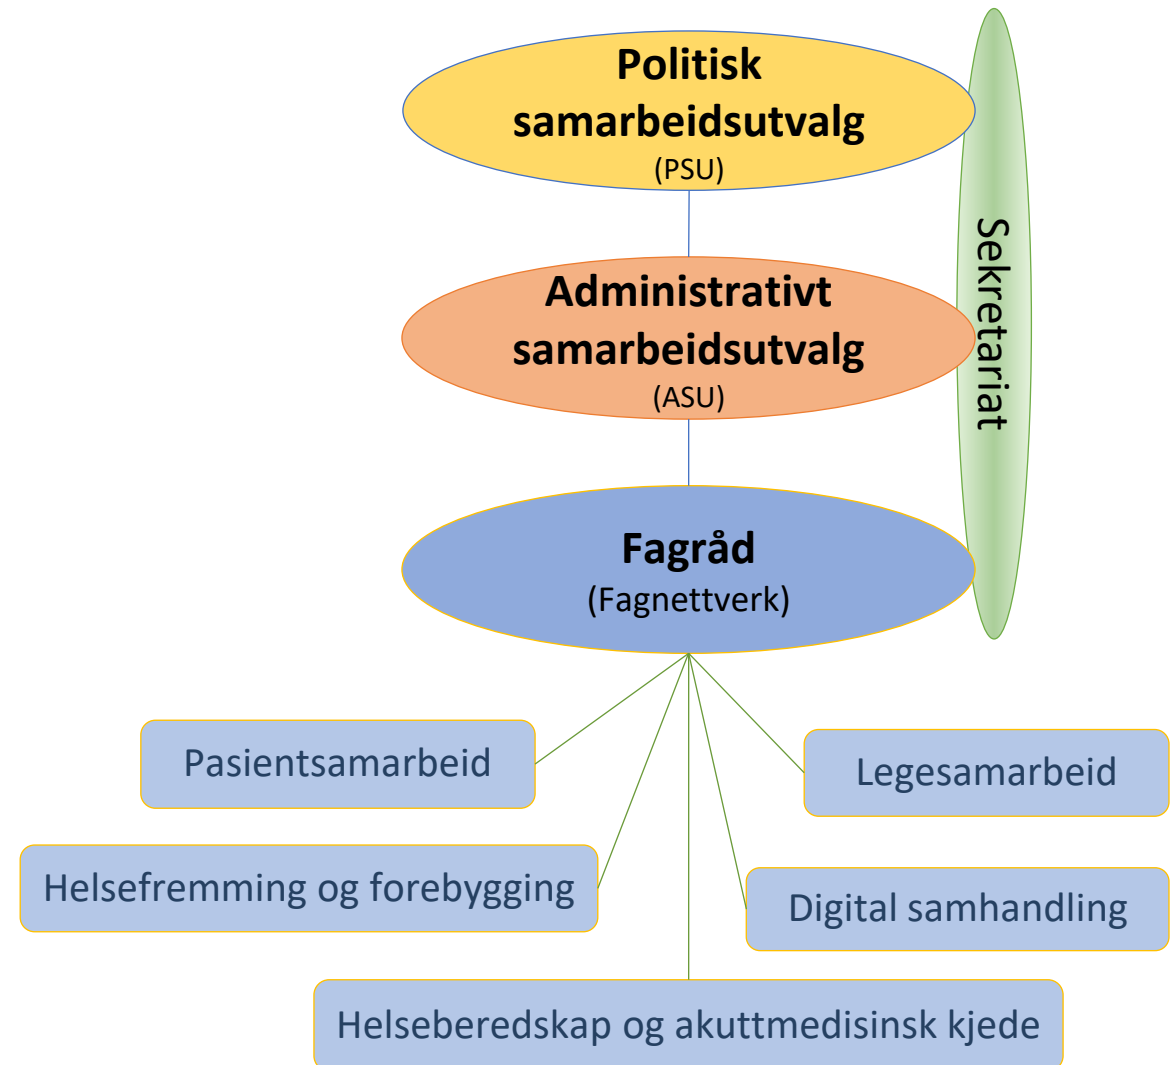 Politisk
samarbeidsutvalg
(PSU)
Sekretariat
Administrativt
samarbeidsutvalg
(ASU)
Fagråd
(Fagnettverk)
Pasientsamarbeid
Legesamarbeid
Helsefremming og forebygging
Digital samhandling
Helseberedskap og akuttmedisinsk kjede